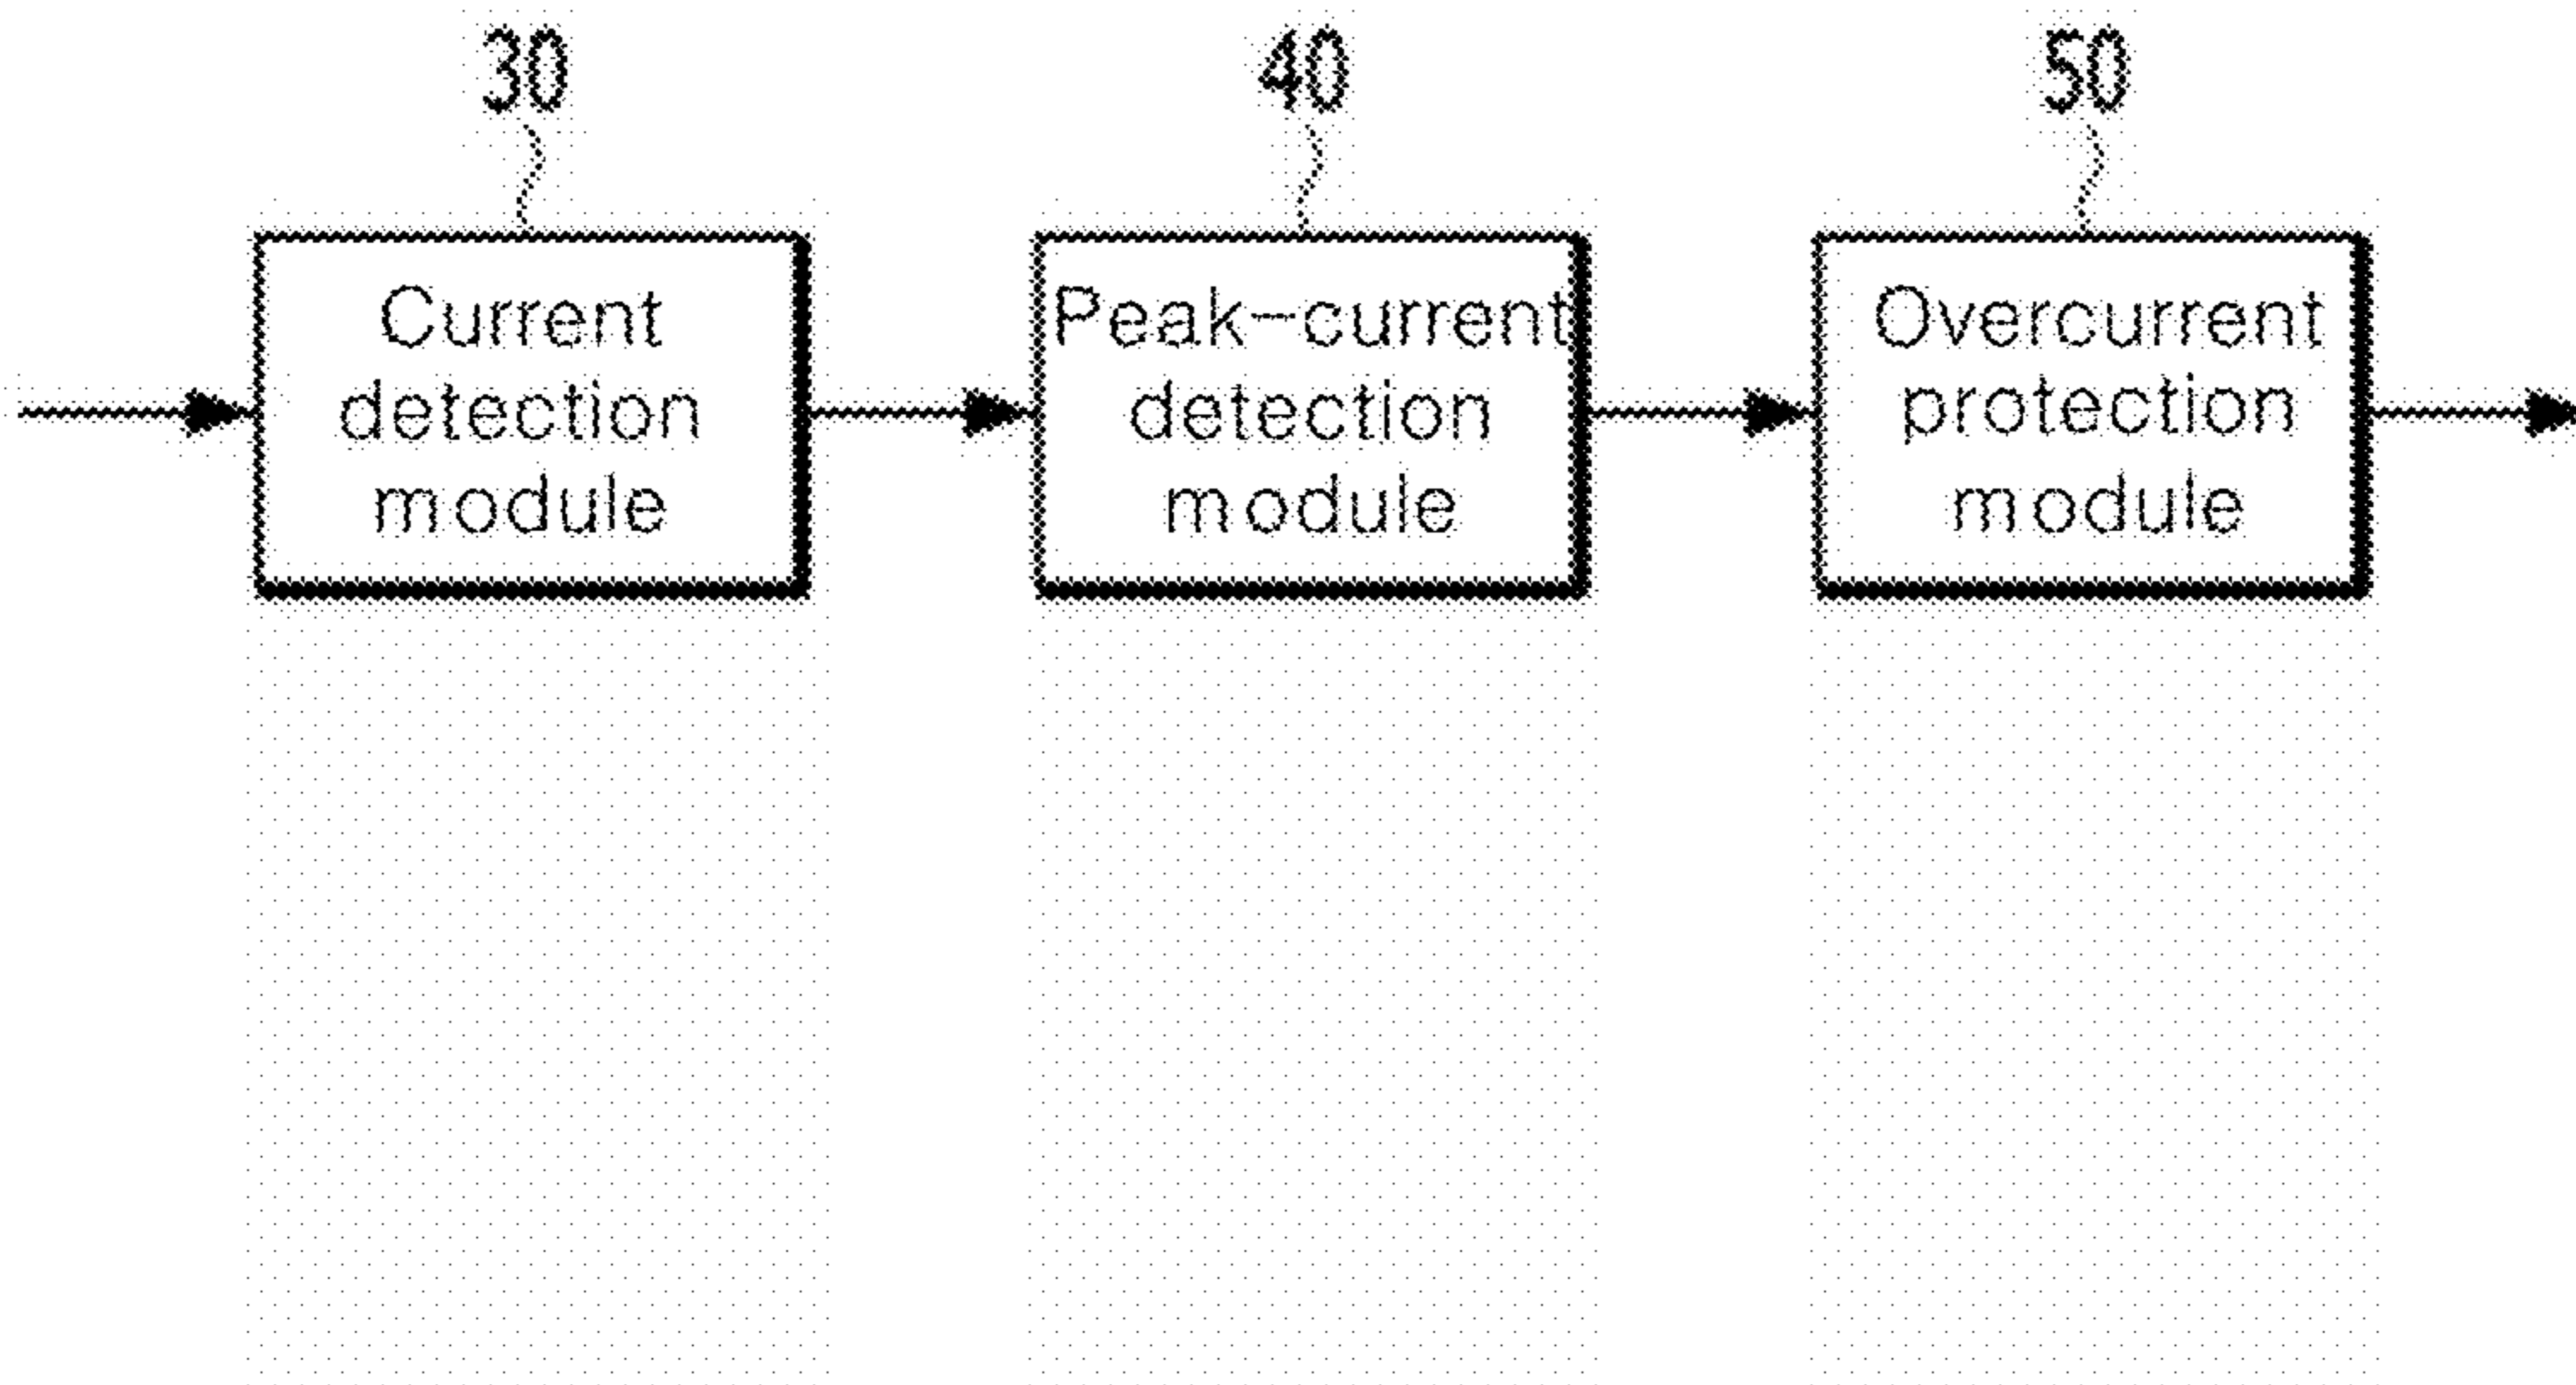 30
40
50
Current
detection
module
Peak-current
detection
module
Overcurrent
protection
module